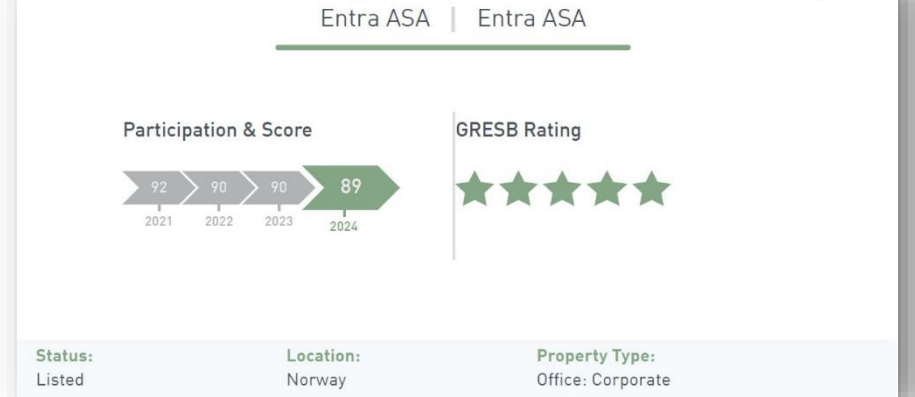 Entra ASA | Entra ASA
Participation & Score
GRESB Rating
92
90
90
89
2021
2022
2023
2024
Status:
Location:
Property Type:
Listed
Norway
Office: Corporate